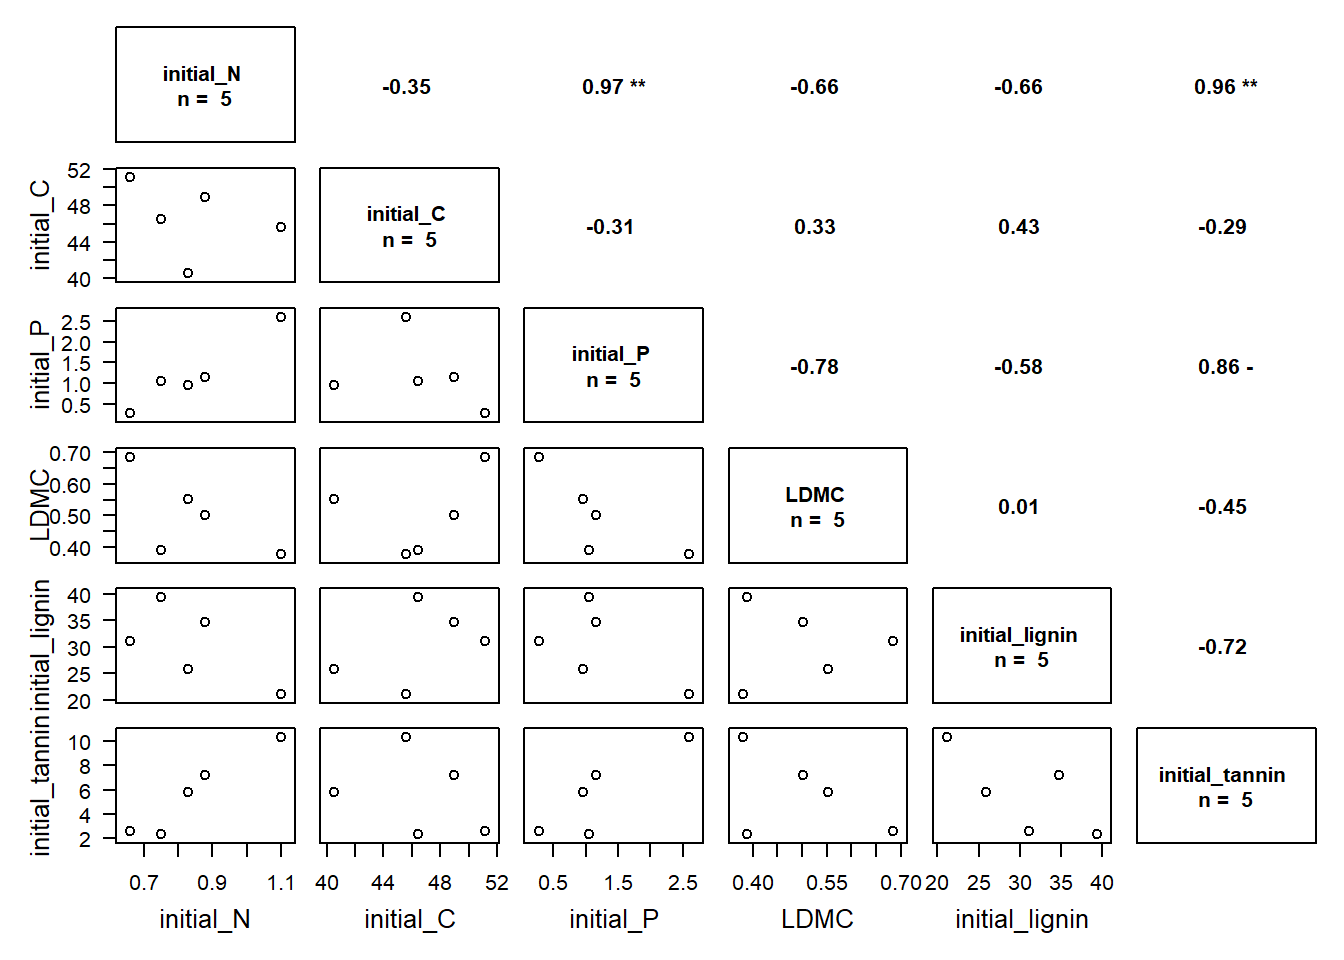 initial_N
n = 5
-0.35
0.97 **
-0.66
-0.66
0.96 **
initial_C
52
48
44
40
initial_C
n = 5
-0.31
0.33
0.43
-0.29
initial_P
2.5
2.0
1.5
1.0
0.5
initial_P
n = 5
-0.78
-0.58
0.86 -
LDMC
0.70
0.60
0.50
0.40
LDMC
n = 5
0.01
-0.45
initial_lignin
40
35
30
25
20
initial_lignin
n = 5
-0.72
initial_tannin
10
8
6
4
2
initial_tannin
n = 5
0.7 0.9 1.1
40 44 48 52
0.5 1.5 2.5
0.40 0.55 0.70
20 25 30 35 40
initial_N
initial_C
initial_P
LDMC
initial_lignin